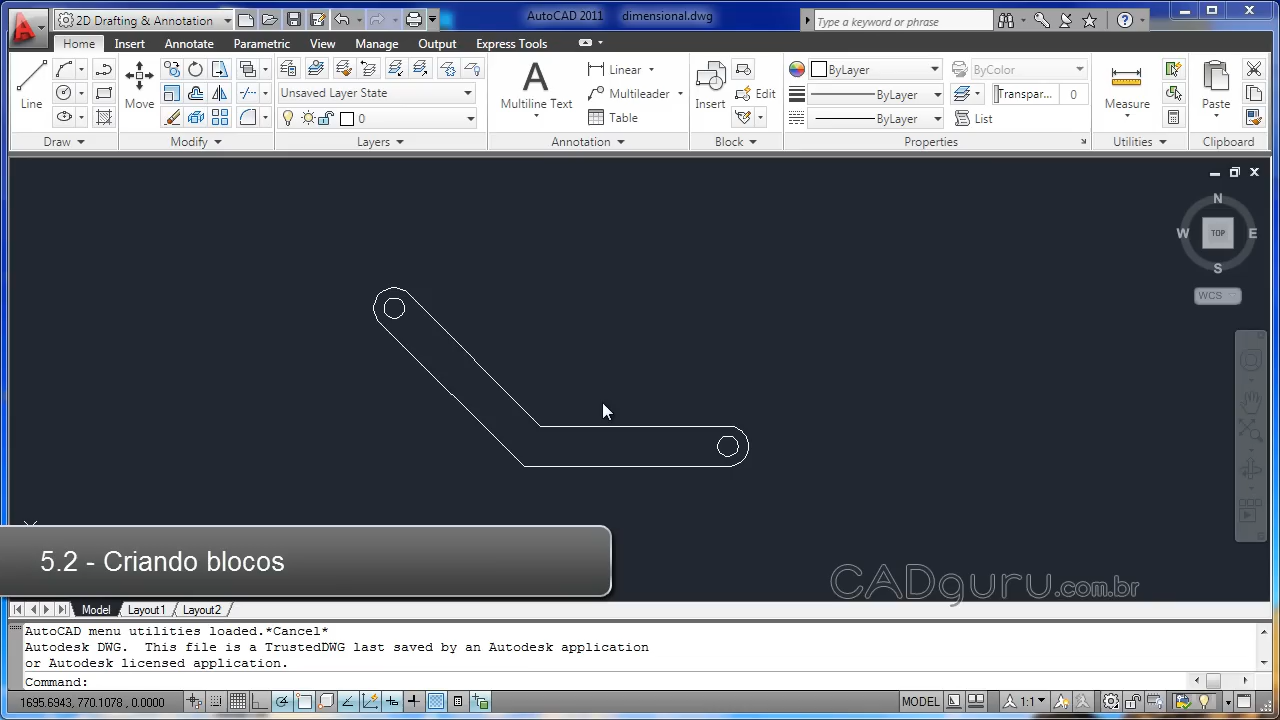 2D Drafting & Annotation
AutoCAD 2011 dimensional.dwg
Type a keyword or phrase
Home Insert Annotate Parametric View Manage Output Express Tools
Line
Move
Unsaved Layer State
0
Multiline Text
Linear
Multileader
Table
Insert
Edit
ByLayer
ByLayer
ByLayer
ByColor
Transpar... 0
List
Measure
Paste
Draw Modify Layers Annotation Block Properties Utilities Clipboard
N
W TOP E
S
WCS
5.2 - Criando blocos
CADguru.com.br
Model Layout1 Layout2
AutoCAD menu utilities loaded.*Cancel*
Autodesk DWG. This file is a TrustedDWG last saved by an Autodesk application
or Autodesk licensed application.
Command:
1695.6943, 770.1078, 0.0000 MODEL 1:1